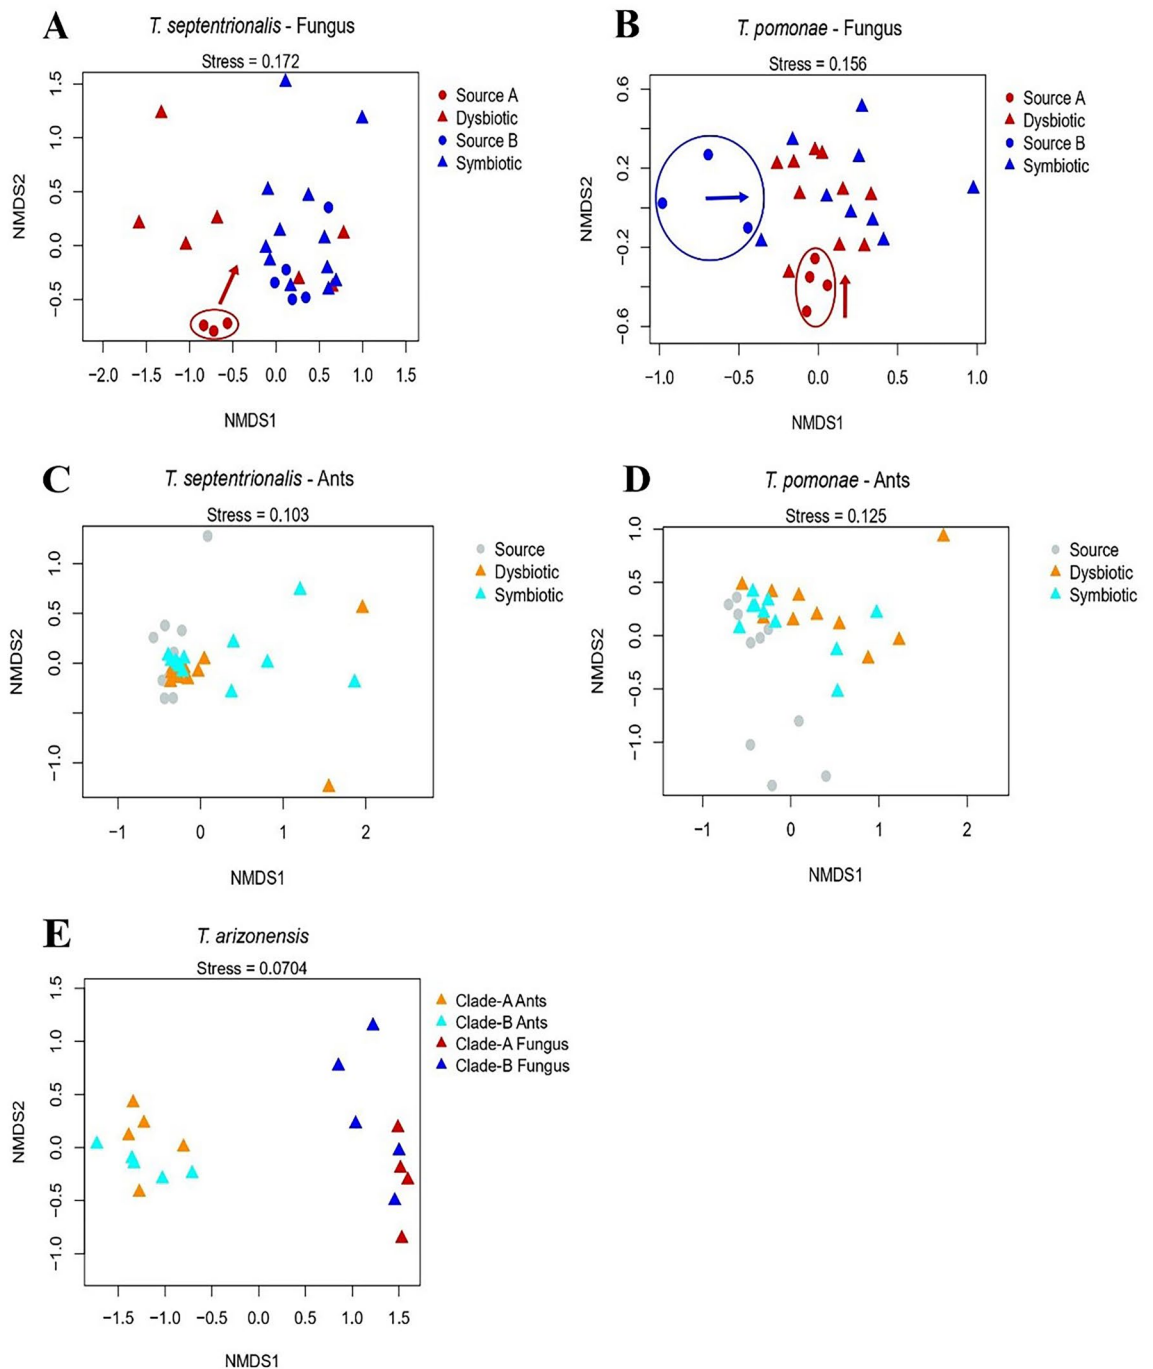 A
T. septentrionalis - Fungus
Stress = 0.172
1.5
1.0
0.5
0.0
−0.5
NMDS2
−2.0 −1.5 −1.0 −0.5 0.0 0.5 1.0 1.5
NMDS1
Source A
Dysbiotic
Source B
Symbiotic
B
T. pomonae - Fungus
Stress = 0.156
0.6
0.2
−0.2
−0.6
NMDS2
−1.0 −0.5 0.0 0.5 1.0
NMDS1
Source A
Dysbiotic
Source B
Symbiotic
C
T. septentrionalis - Ants
Stress = 0.103
1.0
0.5
0.0
−1.0
NMDS2
−1 0 1 2
NMDS1
Source
Dysbiotic
Symbiotic
D
T. pomonae - Ants
Stress = 0.125
1.0
0.5
0.0
−0.5
−1.0
NMDS2
−1 0 1 2
NMDS1
Source
Dysbiotic
Symbiotic
E
T. arizonensis
Stress = 0.0704
1.5
1.0
0.5
0.0
−0.5
−1.0
NMDS2
−1.5 −1.0 −0.5 0.0 0.5 1.0 1.5
NMDS1
Clade-A Ants
Clade-B Ants
Clade-A Fungus
Clade-B Fungus